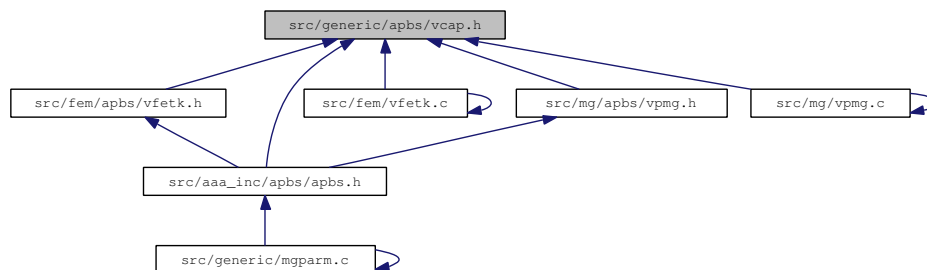 src/generic/apbs/vcap.h
src/fem/apbs/vfetk.h
src/fem/vfetk.c
src/mg/apbs/vpmg.h
src/mg/vpmg.c
src/aaa_inc/apbs/apbs.h
src/generic/mgparm.c